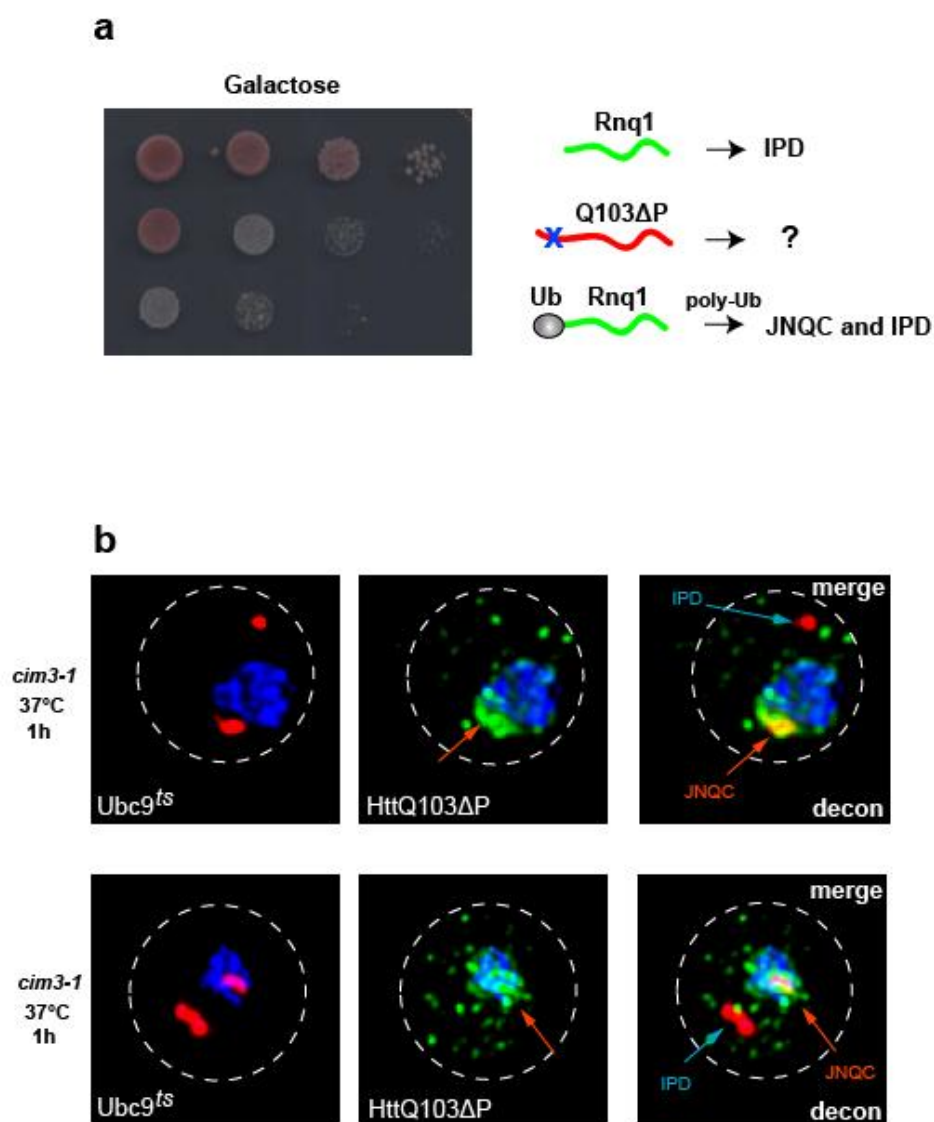 a
Galactose
Rnq1
IPD
Q103ΔP
X
?
Ub Rnq1 poly-Ub
JNQC and IPD
b
cim3-1
37°C
1h
Ubc9ts
HttQ103ΔP
merge
IPD
JNQC
decon
cim3-1
37°C
1h
Ubc9ts
HttQ103ΔP
merge
IPD
JNQC
decon